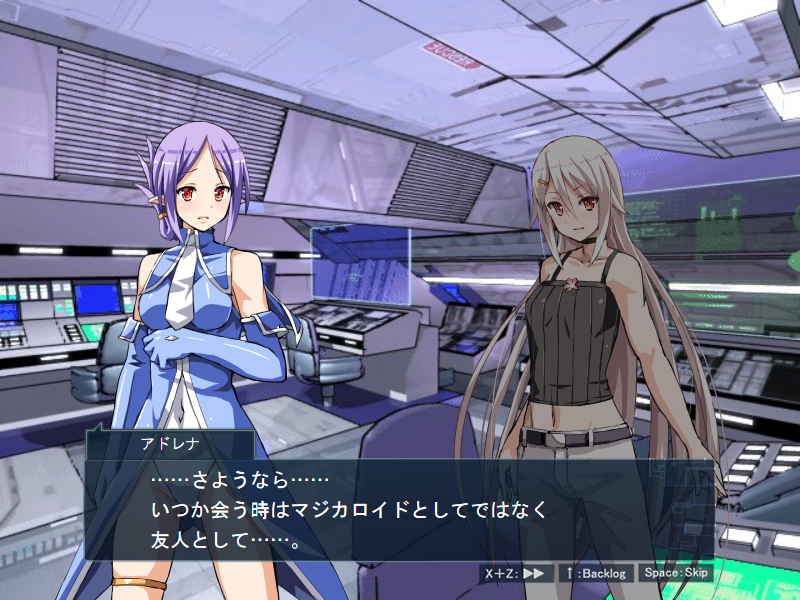 RESCUE
アドレナ
……さようなら……
いつか会う時はマジカロイドとしてではなく
友人として……。
X+Z:▶▶ ↑:Backlog Space:Skip